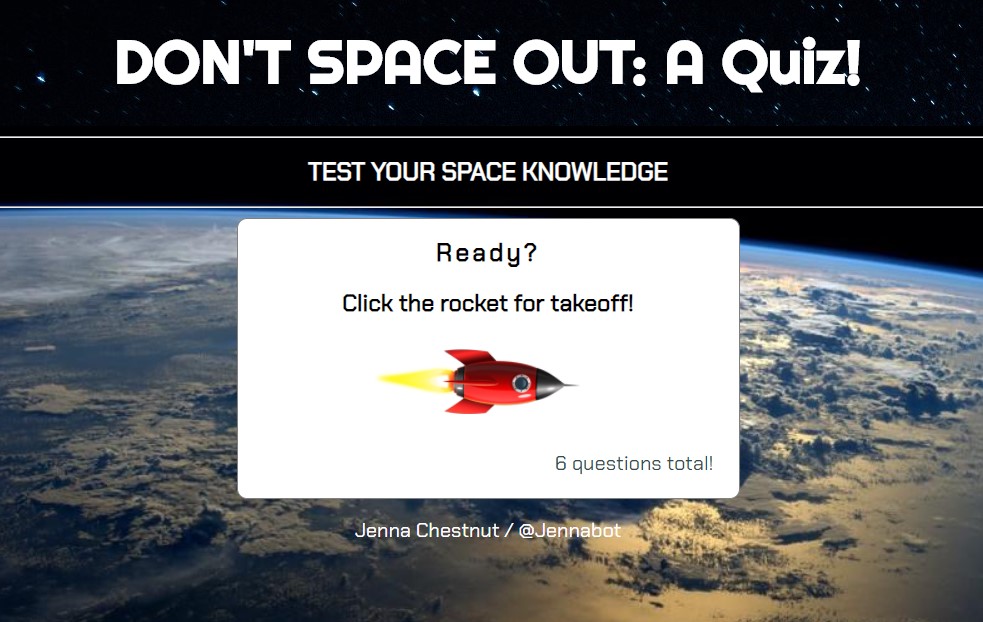 DON'T SPACE OUT: A Quiz!
TEST YOUR SPACE KNOWLEDGE
Ready?
Click the rocket for takeoff!
6 questions total!
Jenna Chestnut / @Jennabot